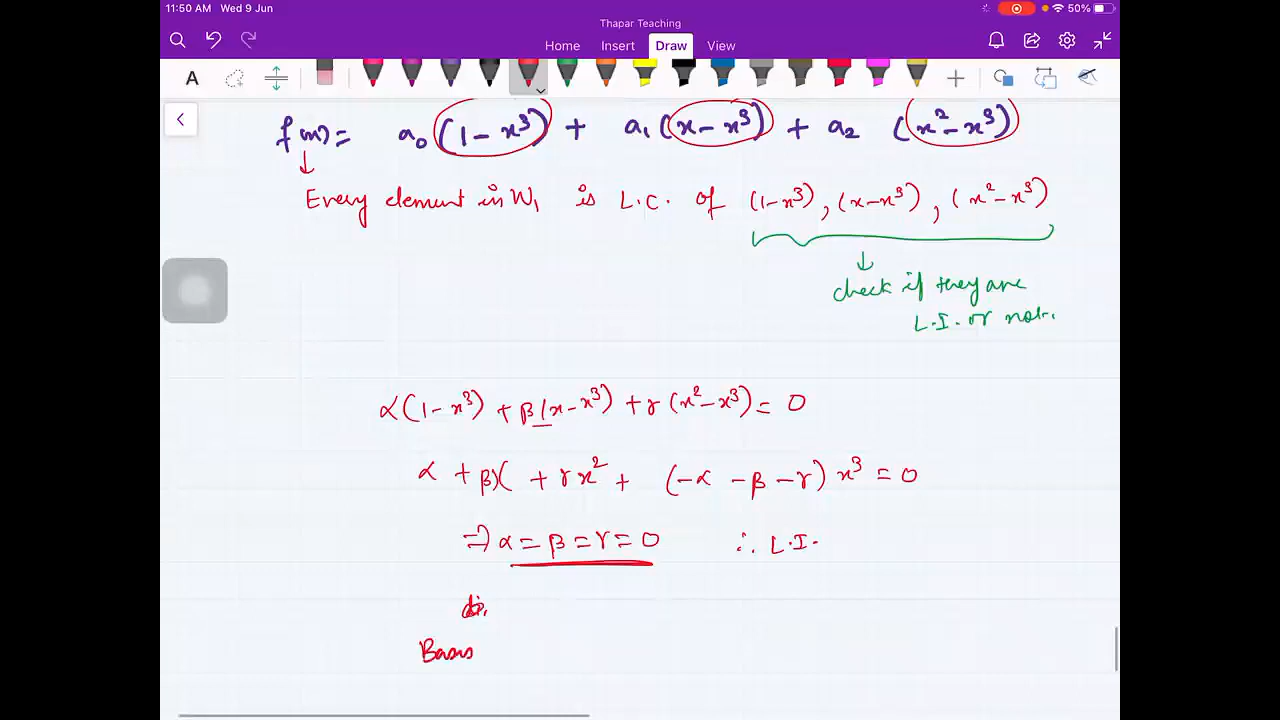 11:50 AM Wed 9 Jun
50%
Thapar Teaching
Home Insert Draw View
A
f(x) = a₀ (1 - x³) + a₁ (x - x³) + a₂ (x² - x³)
Every element in W₁ is L.C. of (1-x³), (x-x³), (x²-x³)
check if they are
L.I. or not.
α(1-x³) + β(x-x³) + γ(x²-x³) = 0
α + βx + γx² + (-α - β - γ) x³ = 0
⇒ α = β = γ = 0 ∴ L.I.
Basis